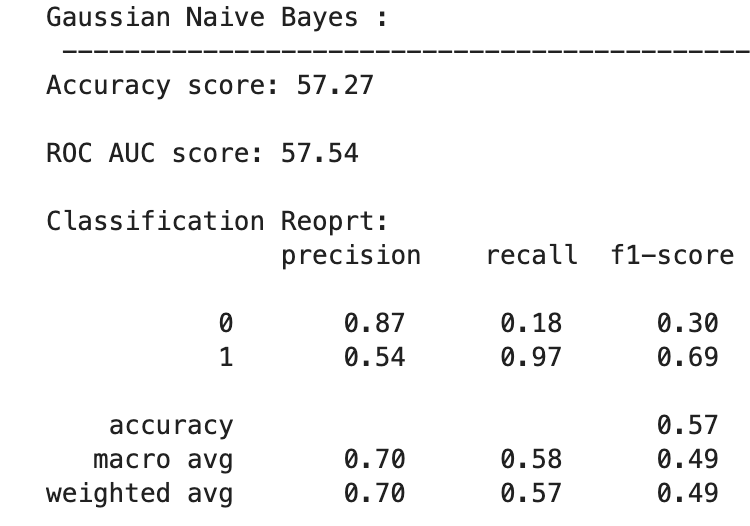 Gaussian Naive Bayes :
--------------------------------------------
Accuracy score: 57.27
ROC AUC score: 57.54
Classification Reoprt:
precision recall f1-score
0 0.87 0.18 0.30
1 0.54 0.97 0.69
accuracy 0.57
macro avg 0.70 0.58 0.49
weighted avg 0.70 0.57 0.49